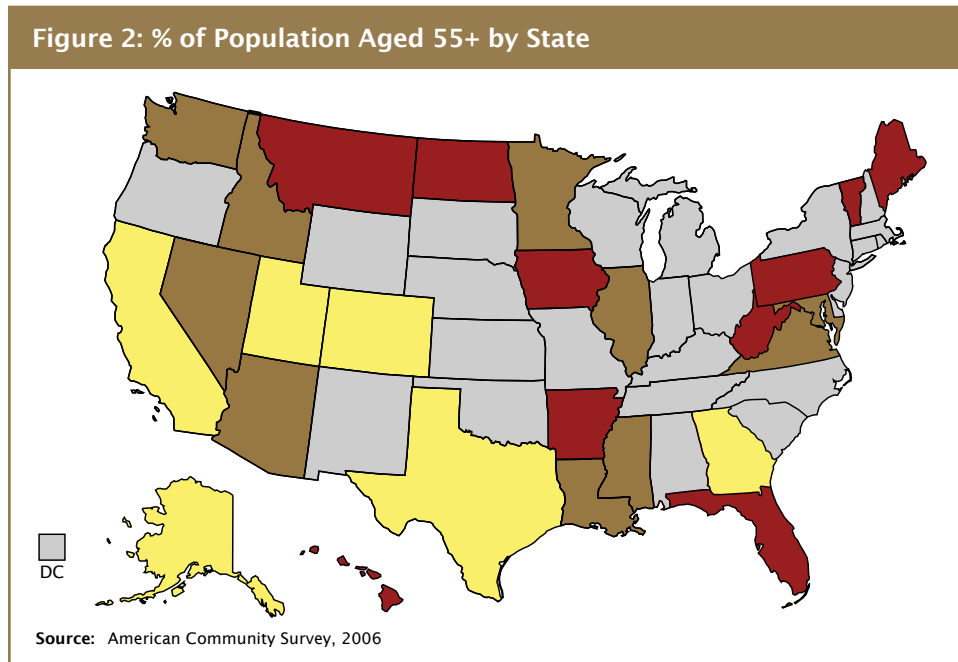 Figure 2: % of Population Aged 55+ by State
DC
Source: American Community Survey, 2006